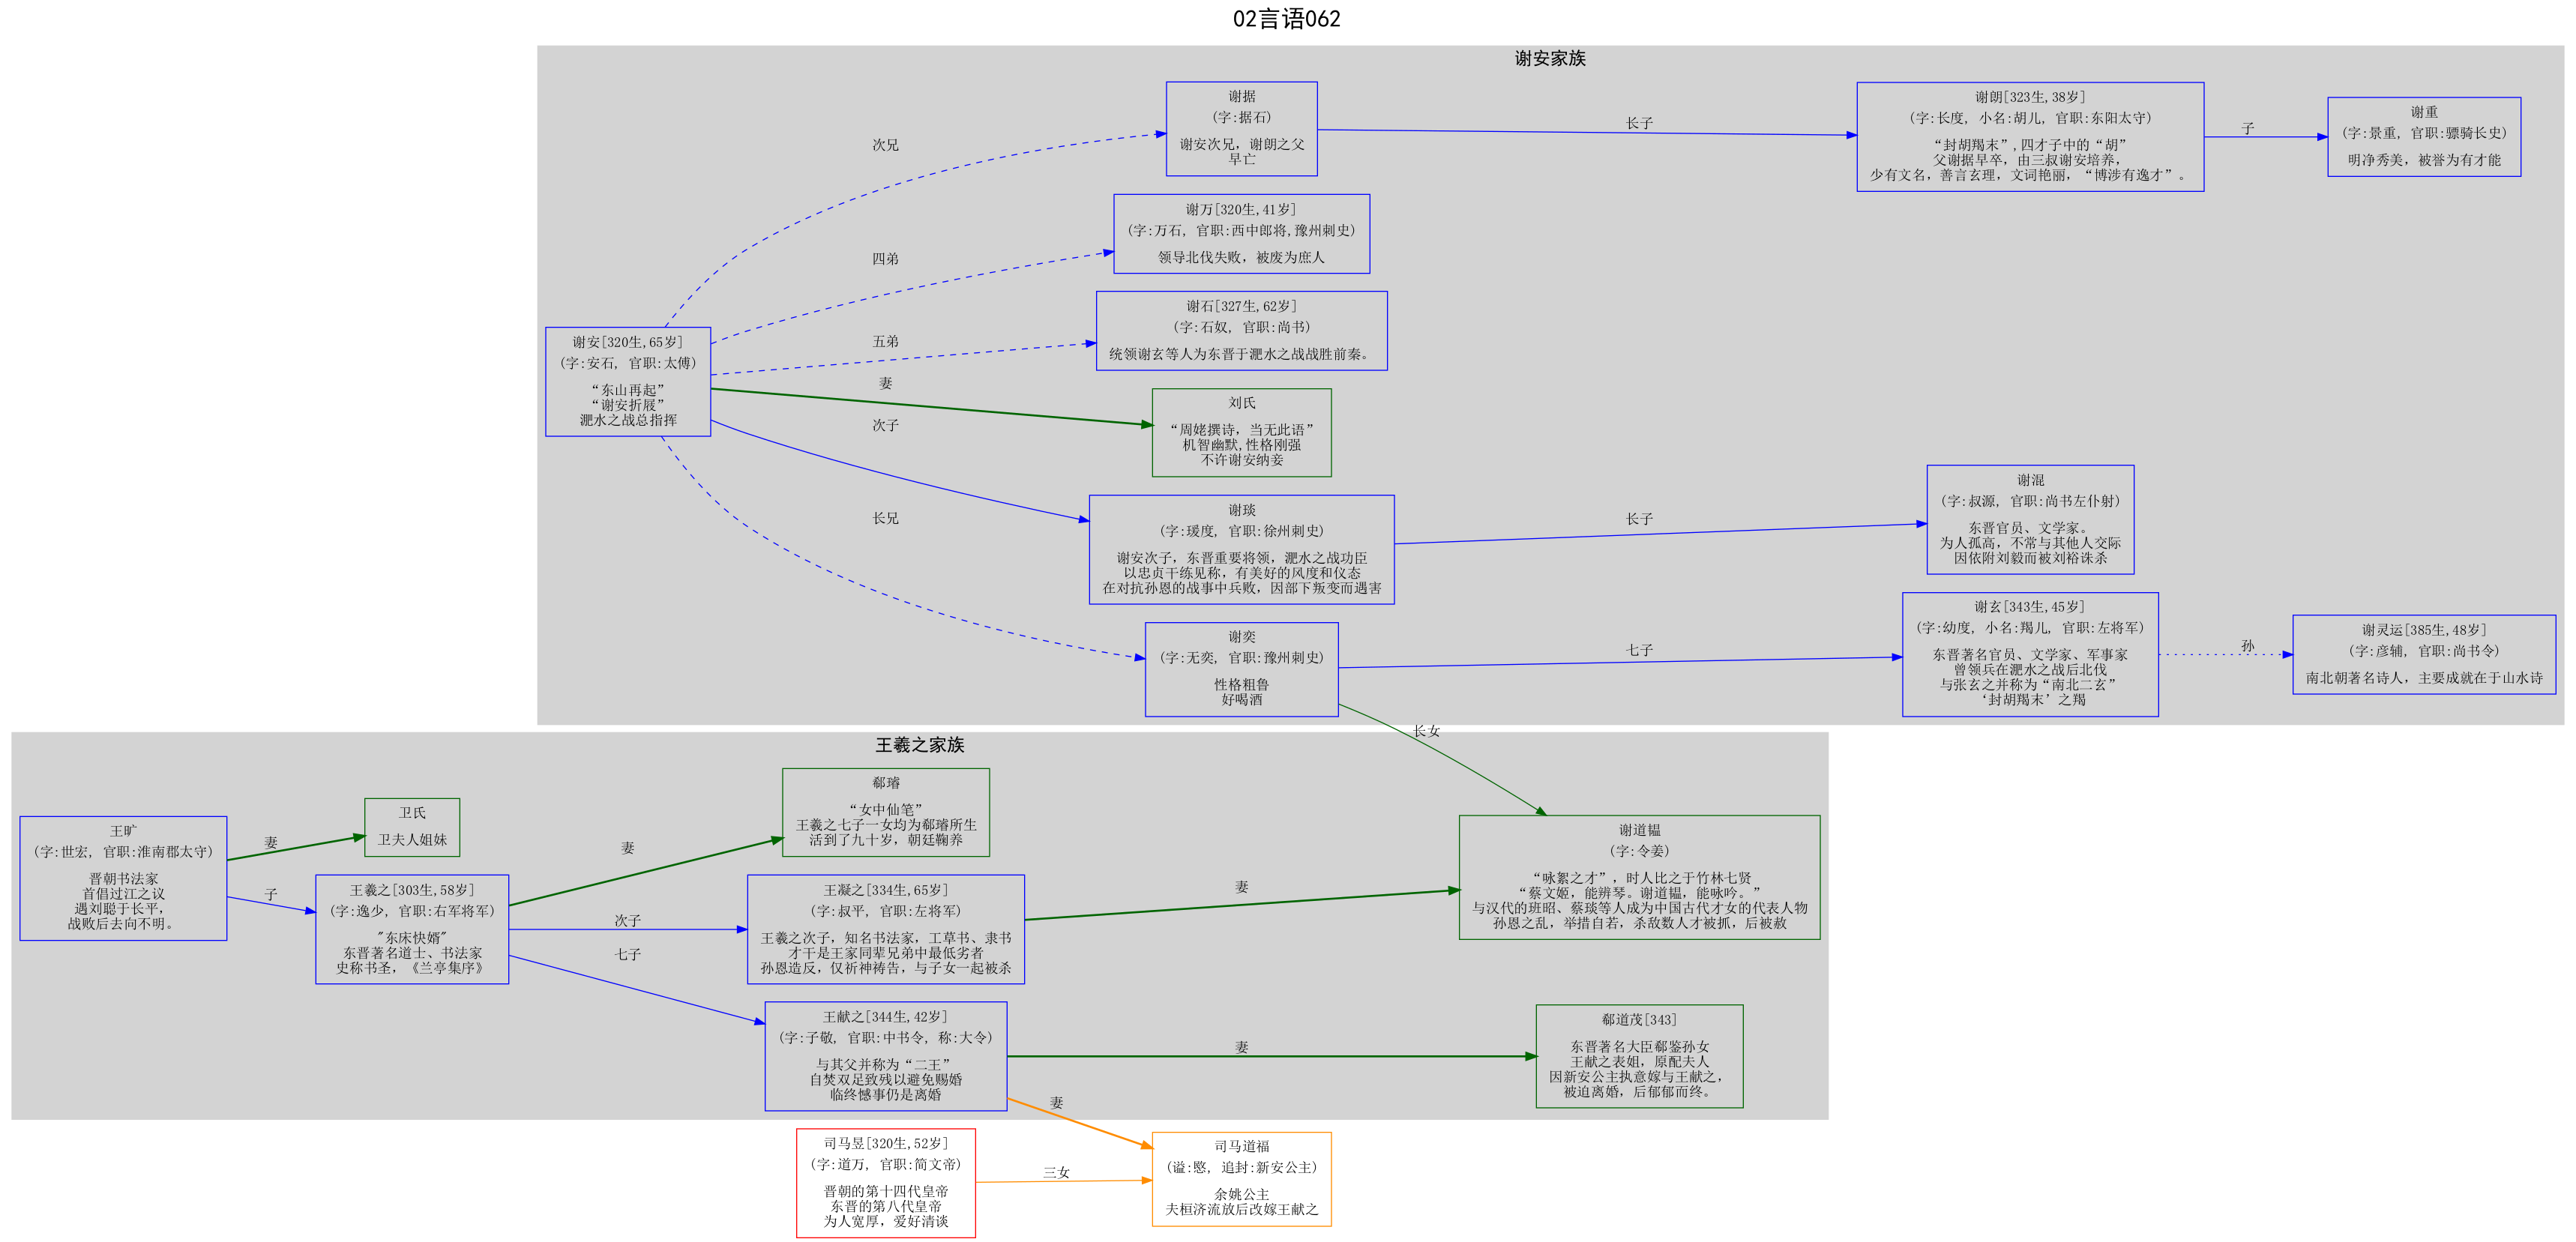 02言语062
谢安家族
谢安[320生,65岁]
(字:安石, 官职:太傅)
“东山再起”
“谢安折屐”
淝水之战总指挥
次兄
四弟
五弟
妻
次子
长兄
谢据
(字:据石)
谢安次兄，谢朗之父
早亡
长子
谢朗[323生,38岁]
(字:长度, 小名:胡儿, 官职:东阳太守)
“封胡羯末”,四才子中的“胡”
父谢据早卒，由三叔谢安培养，
少有文名，善言玄理，文词艳丽，“博涉有逸才”。
子
谢重
(字:景重, 官职:骠骑长史)
明净秀美，被誉为有才能
谢万[320生,41岁]
(字:万石, 官职:西中郎将,豫州刺史)
领导北伐失败，被废为庶人
谢石[327生,62岁]
(字:石奴, 官职:尚书)
统领谢玄等人为东晋于淝水之战战胜前秦。
刘氏
“周姥撰诗，当无此语”
机智幽默,性格刚强
不许谢安纳妾
谢琰
(字:瑗度, 官职:徐州刺史)
谢安次子，东晋重要将领，淝水之战功臣
以忠贞干练见称，有美好的风度和仪态
在对抗孙恩的战事中兵败，因部下叛变而遇害
长子
谢混
(字:叔源, 官职:尚书左仆射)
东晋官员、文学家。
为人孤高，不常与其他人交际
因依附刘毅而被刘裕诛杀
谢奕
(字:无奕, 官职:豫州刺史)
性格粗鲁
好喝酒
七子
谢玄[343生,45岁]
(字:幼度, 小名:羯儿, 官职:左将军)
东晋著名官员、文学家、军事家
曾领兵在淝水之战后北伐
与张玄之并称为“南北二玄”
‘封胡羯末’之羯
孙
谢灵运[385生,48岁]
(字:彦辅, 官职:尚书令)
南北朝著名诗人，主要成就在于山水诗
长女
王羲之家族
王旷
(字:世宏, 官职:淮南郡太守)
晋朝书法家
首倡过江之议
遇刘聪于长平，
战败后去向不明。
妻
子
卫氏
卫夫人姐妹
王羲之[303生,58岁]
(字:逸少, 官职:右军将军)
"东床快婿"
东晋著名道士、书法家
史称书圣，《兰亭集序》
妻
次子
七子
郗璿
“女中仙笔”
王羲之七子一女均为郗璿所生
活到了九十岁，朝廷鞠养
王凝之[334生,65岁]
(字:叔平, 官职:左将军)
王羲之次子，知名书法家，工草书、隶书
才干是王家同辈兄弟中最低劣者
孙恩造反，仅祈神祷告，与子女一起被杀
妻
谢道韫
(字:令姜)
“咏絮之才”，时人比之于竹林七贤
“蔡文姬，能辨琴。谢道韫，能咏吟。”
与汉代的班昭、蔡琰等人成为中国古代才女的代表人物
孙恩之乱，举措自若，杀敌数人才被抓，后被赦
王献之[344生,42岁]
(字:子敬, 官职:中书令, 称:大令)
与其父并称为“二王”
自焚双足致残以避免赐婚
临终憾事仍是离婚
妻
郗道茂[343]
东晋著名大臣郗鉴孙女
王献之表姐，原配夫人
因新安公主执意嫁与王献之，
被迫离婚，后郁郁而终。
妻
司马昱[320生,52岁]
(字:道万, 官职:简文帝)
晋朝的第十四代皇帝
东晋的第八代皇帝
为人宽厚，爱好清谈
三女
司马道福
(谥:愍, 追封:新安公主)
余姚公主
夫桓济流放后改嫁王献之